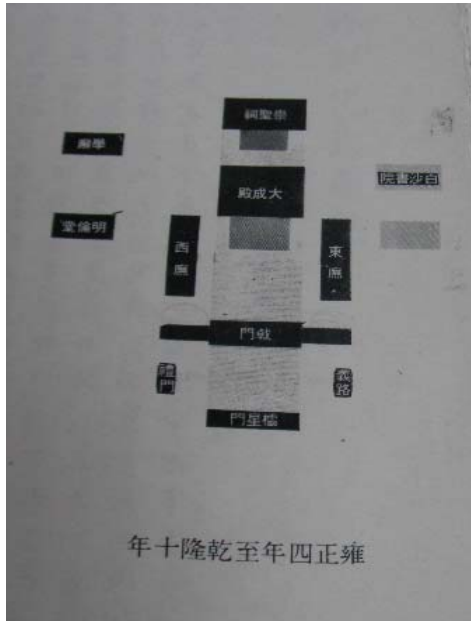 崇聖祠
學廨
大成殿
白沙書院
明倫堂
西廡
東廡
戟門
禮門
義路
櫺星門
雍正四年至乾隆十年